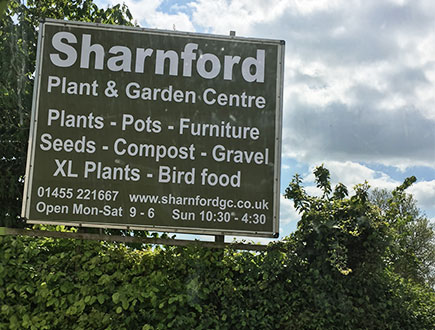 Sharnford
Plant & Garden Centre
Plants - Pots - Furniture
Seeds - Compost - Gravel
XL Plants - Bird food
01455 221667 www.sharnfordgc.co.uk
Open Mon-Sat 9 - 6 Sun 10:30 - 4:30